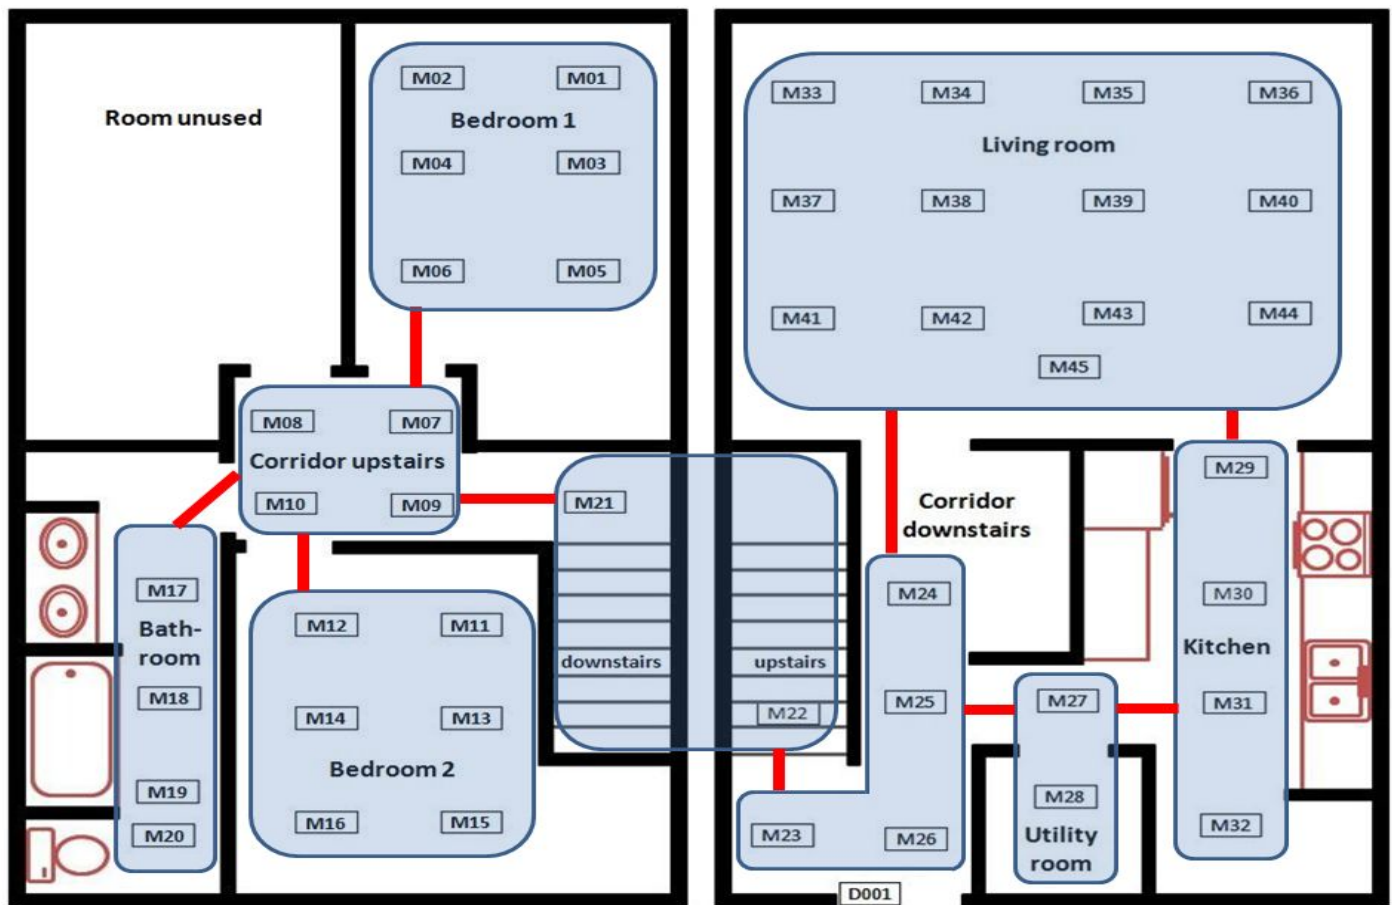 M02
M01
Room unused
Bedroom 1
M04
M03
M06
M05
M08
M07
Corridor upstairs
M10
M09
M21
M17
Bath-
room
M18
M19
M20
M12
M11
M14
M13
Bedroom 2
M16
M15
downstairs
upstairs
M22
M33
M34
M35
M36
Living room
M37
M38
M39
M40
M41
M42
M43
M44
M45
Corridor
downstairs
M24
M25
M23
M26
D001
M27
M28
Utility
room
M29
M30
Kitchen
M31
M32